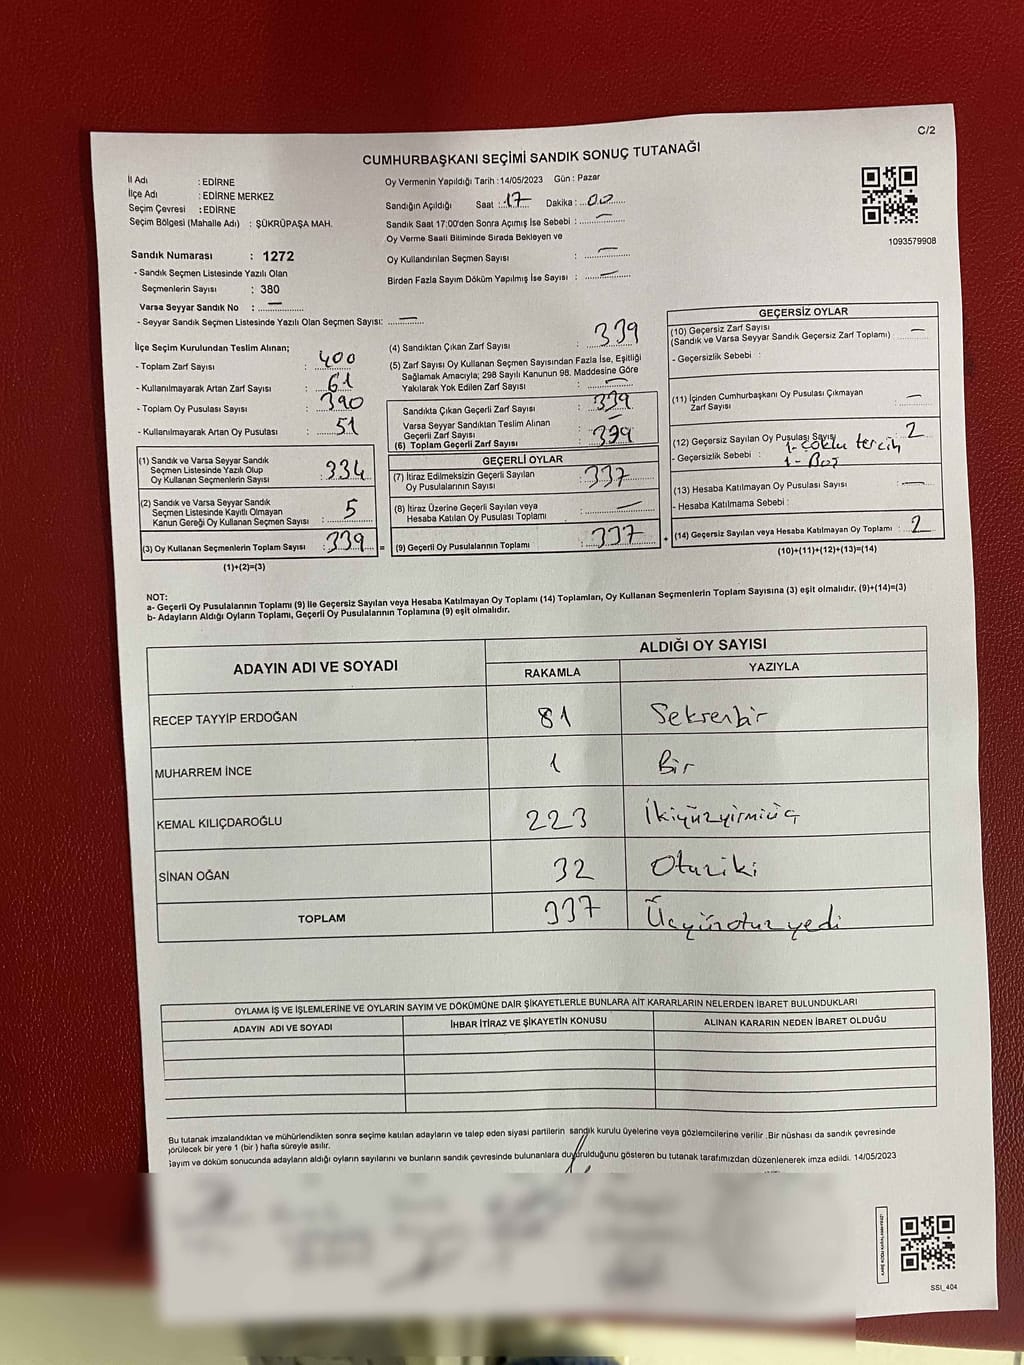 C/2
CUMHURBAŞKANI SEÇİMİ SANDIK SONUÇ TUTANAĞI
İl Adı : EDİRNE
İlçe Adı : EDİRNE MERKEZ
Seçim Çevresi : EDİRNE
Seçim Bölgesi (Mahalle Adı) : ŞÜKRÜPAŞA MAH.
Oy Vermenin Yapıldığı Tarih :14/05/2023 Gün : Pazar
Sandığın Açıldığı Saat : 17 Dakika : 00
Sandık Saat 17:00'den Sonra Açımış İse Sebebi : —
Oy Verme Saati Bitiminde Sırada Bekleyen ve
Oy Kullandırılan Seçmen Sayısı : —
Birden Fazla Sayım Döküm Yapılmış İse Sayısı : —
1093579908
Sandık Numarası : 1272
- Sandık Seçmen Listesinde Yazılı Olan
Seçmenlerin Sayısı : 380
Varsa Seyyar Sandık No : —
- Seyyar Sandık Seçmen Listesinde Yazılı Olan Seçmen Sayısı: —
İlçe Seçim Kurulundan Teslim Alınan;
- Toplam Zarf Sayısı : 400
- Kullanılmayarak Artan Zarf Sayısı : 61
- Toplam Oy Pusulası Sayısı : 390
- Kullanılmayarak Artan Oy Pusulası : 51
(1) Sandık ve Varsa Seyyar Sandık
Seçmen Listesinde Yazılı Olup
Oy Kullanan Seçmenlerin Sayısı : 334
(2) Sandık ve Varsa Seyyar Sandık
Seçmen Listesinde Kayıtlı Olmayan
Kanun Gereği Oy Kullanan Seçmen Sayısı : 5
(3) Oy Kullanan Seçmenlerin Toplam Sayısı : 339 =
(1)+(2)=(3)
(4) Sandıktan Çıkan Zarf Sayısı : 339
(5) Zarf Sayısı Oy Kullanan Seçmen Sayısından Fazla İse, Eşitliği
Sağlamak Amacıyla; 298 Sayılı Kanunun 98. Maddesine Göre
Yakılarak Yok Edilen Zarf Sayısı : —
Sandıkta Çıkan Geçerli Zarf Sayısı : 339
Varsa Seyyar Sandıktan Teslim Alınan
Geçerli Zarf Sayısı : —
(6) Toplam Geçerli Zarf Sayısı : 339
GEÇERLİ OYLAR
(7) İtiraz Edilmeksizin Geçerli Sayılan
Oy Pusulalarının Sayısı : 337
(8) İtiraz Üzerine Geçerli Sayılan veya
Hesaba Katılan Oy Pusulası Toplamı : —
(9) Geçerli Oy Pusulalarının Toplamı : 337 +
GEÇERSİZ OYLAR
(10) Geçersiz Zarf Sayısı
(Sandık ve Varsa Seyyar Sandık Geçersiz Zarf Toplamı) —
- Geçersizlik Sebebi :
(11) İçinden Cumhurbaşkanı Oy Pusulası Çıkmayan
Zarf Sayısı : —
(12) Geçersiz Sayılan Oy Pusulası Sayısı 2
- Geçersizlik Sebebi : 1- çoklu tercih
1- Boş
(13) Hesaba Katılmayan Oy Pusulası Sayısı : —
- Hesaba Katılmama Sebebi :
(14) Geçersiz Sayılan veya Hesaba Katılmayan Oy Toplamı : 2
(10)+(11)+(12)+(13)=(14)
NOT:
a- Geçerli Oy Pusulalarının Toplamı (9) İle Geçersiz Sayılan veya Hesaba Katılmayan Oy Toplamı (14) Toplamları, Oy Kullanan Seçmenlerin Toplam Sayısına (3) eşit olmalıdır. (9)+(14)=(3)
b- Adayların Aldığı Oyların Toplamı, Geçerli Oy Pusulalarının Toplamına (9) eşit olmalıdır.
ADAYIN ADI VE SOYADI ALDIĞI OY SAYISI
RAKAMLA YAZIYLA
RECEP TAYYİP ERDOĞAN 81 Seksenbir
MUHARREM İNCE 1 Bir
KEMAL KILIÇDAROĞLU 223 İkiyüzyirmiüç
SİNAN OĞAN 32 Otuziki
TOPLAM 337 Üçyüzotuzyedi
OYLAMA İŞ VE İŞLEMLERİNE VE OYLARIN SAYIM VE DÖKÜMÜNE DAİR ŞİKAYETLERLE BUNLARA AİT KARARLARIN NELERDEN İBARET BULUNDUKLARI
ADAYIN ADI VE SOYADI İHBAR İTİRAZ VE ŞİKAYETİN KONUSU ALINAN KARARIN NEDEN İBARET OLDUĞU
Bu tutanak imzalandıktan ve mühürlendikten sonra seçime katılan adayların ve talep eden siyasi partilerin sandık kurulu üyelerine veya gözlemcilerine verilir .Bir nüshası da sandık çevresinde
görülecek bir yere 1 (bir ) hafta süreyle asılır.
Sayım ve döküm sonucunda adayların aldığı oyların sayılarını ve bunların sandık çevresinde bulunanlara duyurulduğunu gösteren bu tutanak tarafımızdan düzenlenerek imza edildi. 14/05/2023
SSI_404